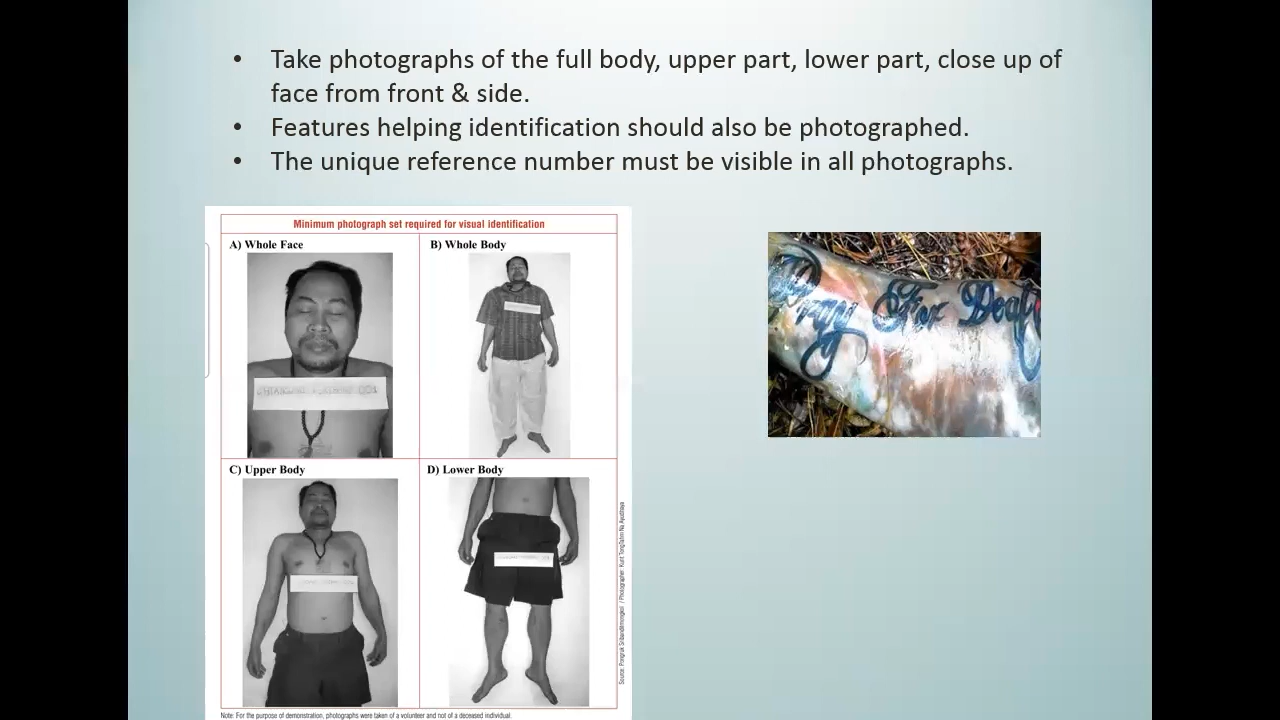 • Take photographs of the full body, upper part, lower part, close up of
face from front & side.
• Features helping identification should also be photographed.
• The unique reference number must be visible in all photographs.
Minimum photograph set required for visual identification
A) Whole Face
B) Whole Body
C) Upper Body
D) Lower Body
For Death
Note: For the purpose of demonstration, photographs were taken of a volunteer and not of a deceased individual.